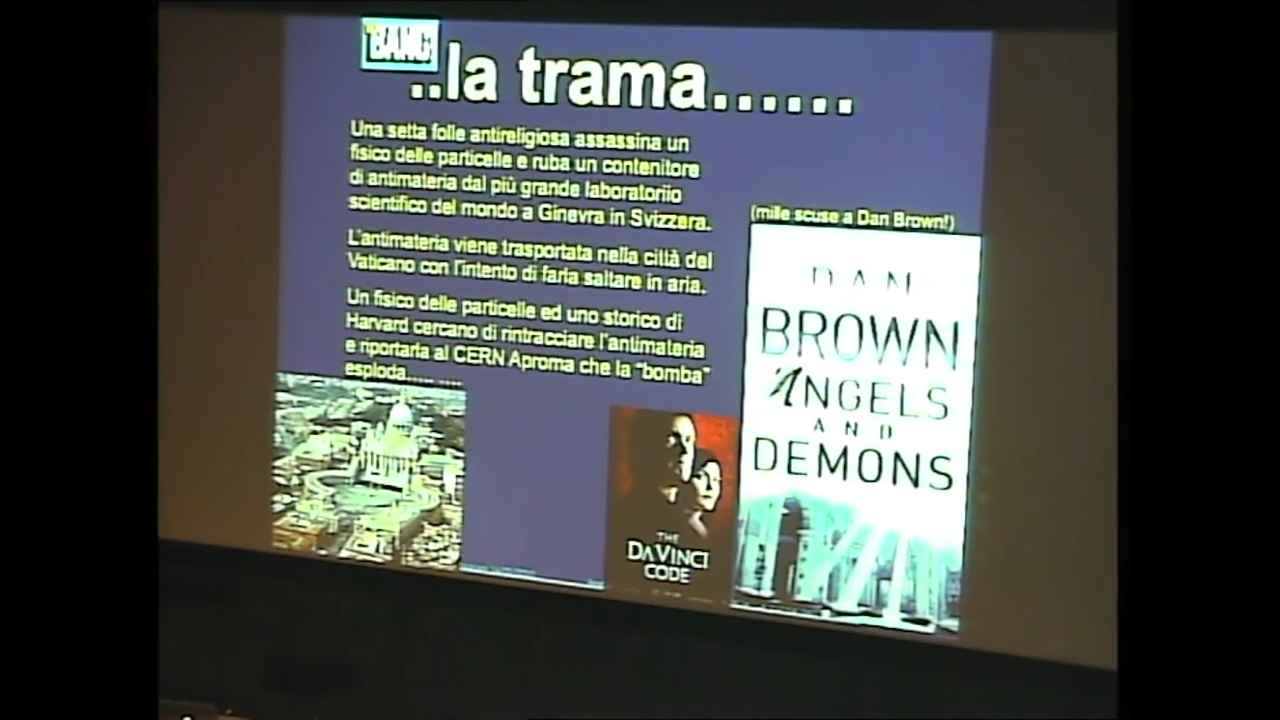 BANG
..la trama......
Una setta folle antireligiosa assassina un
fisico delle particelle e ruba un contenitore
di antimateria dal più grande laboratoriio
scientifico del mondo a Ginevra in Svizzera.
L'antimateria viene trasportata nella città del
Vaticano con l'intento di farla saltare in aria.
Un fisico delle particelle ed uno storico di
Harvard cercano di rintracciare l'antimateria
e riportarla al CERN Aproma che la "bomba"
esploda..... ....
(mille scuse a Dan Brown!)
DAN
BROWN
ANGELS
AND
DEMONS
THE
DA VINCI
CODE